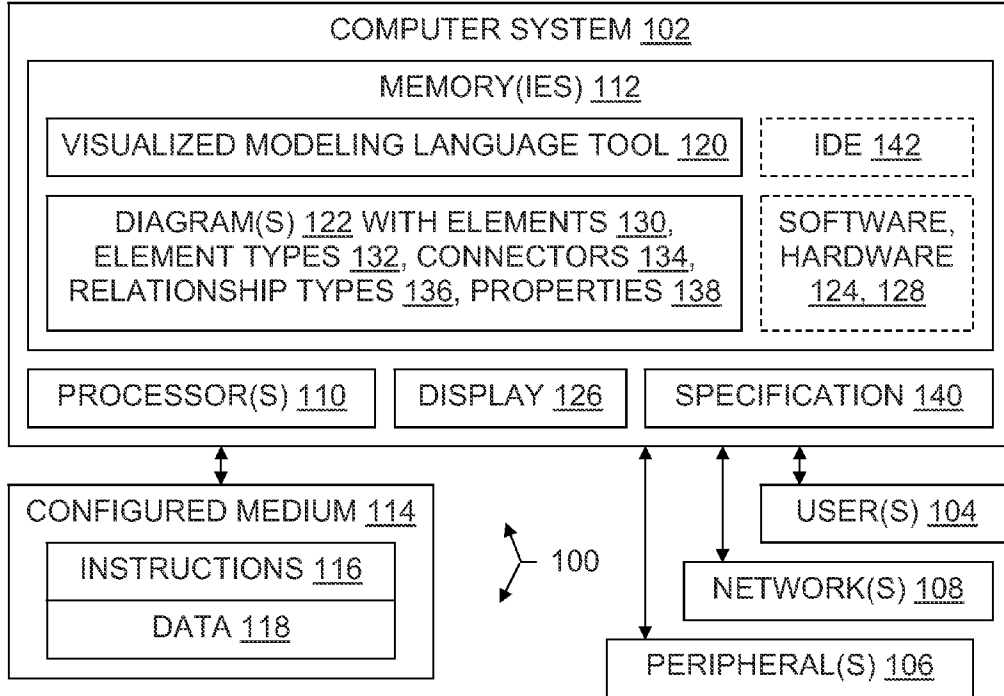 COMPUTER SYSTEM 102
MEMORY(IES) 112
VISUALIZED MODELING LANGUAGE TOOL 120
IDE 142
DIAGRAM(S) 122 WITH ELEMENTS 130,
ELEMENT TYPES 132, CONNECTORS 134,
RELATIONSHIP TYPES 136, PROPERTIES 138
SOFTWARE,
HARDWARE
124, 128
PROCESSOR(S) 110
DISPLAY 126
SPECIFICATION 140
CONFIGURED MEDIUM 114
INSTRUCTIONS 116
DATA 118
100
USER(S) 104
NETWORK(S) 108
PERIPHERAL(S) 106